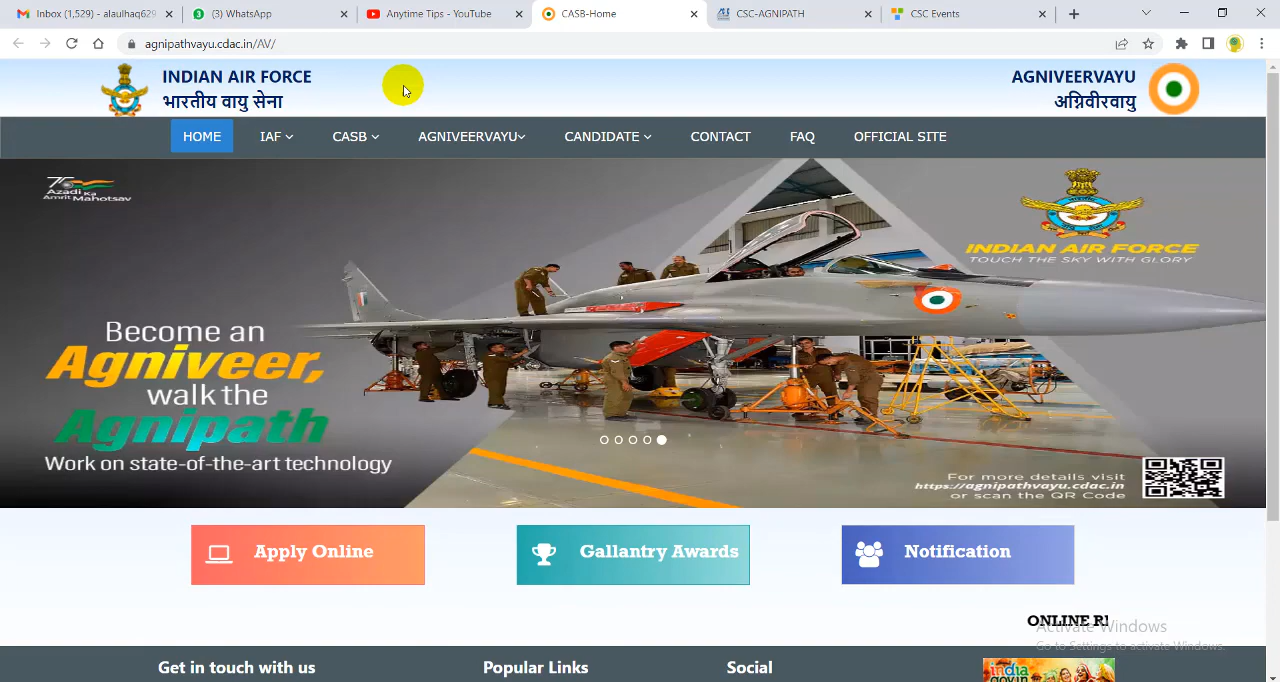 Inbox (1,529) - alaulhaq629
(3) WhatsApp
Anytime Tips - YouTube
CASB-Home
CSC-AGNIPATH
CSC Events
agnipathvayu.cdac.in/AV/
INDIAN AIR FORCE
भारतीय वायु सेना
AGNIVEERVAYU
अग्निवीरवायु
HOME IAF CASB AGNIVEERVAYU CANDIDATE CONTACT FAQ OFFICIAL SITE
75
Azadi Ka
Amrit Mahotsav
INDIAN AIR FORCE
TOUCH THE SKY WITH GLORY
Become an
Agniveer,
walk the
Agnipath
Work on state-of-the-art technology
For more details visit
https://agnipathvayu.cdac.in
or scan the QR Code
Apply Online
Gallantry Awards
Notification
ONLINE
Activate Windows
Go to Settings to activate Windows.
Get in touch with us
Popular Links
Social
india
gov.in